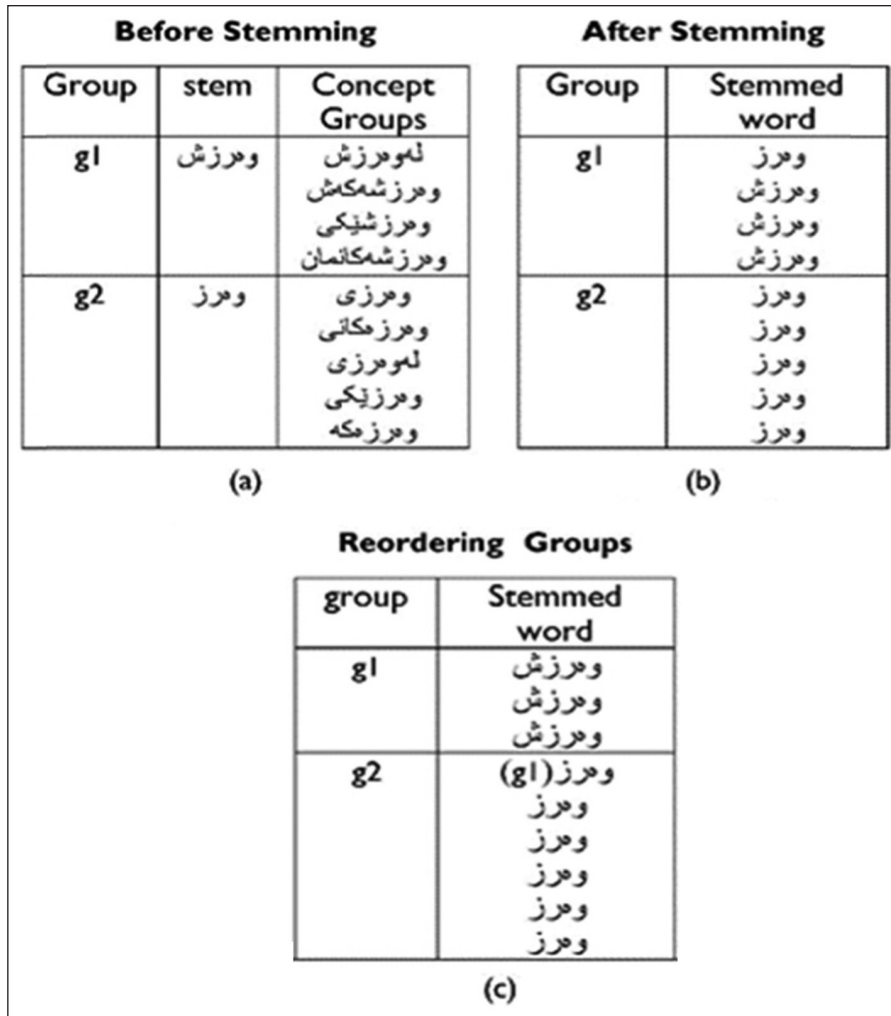 Before Stemming
Group stem Concept Groups
g1 وەرزش لەوەرزش
وەرزشەکەش
وەرزشێکی
وەرزشەکانمان
g2 وەرز وەرزی
وەرزەکانی
لەوەرزی
وەرزێکی
وەرزەکە
(a)
After Stemming
Group Stemmed word
g1 وەرز
وەرزش
وەرزش
وەرزش
g2 وەرز
وەرز
وەرز
وەرز
وەرز
(b)
Reordering Groups
group Stemmed word
g1 وەرزش
وەرزش
وەرزش
g2 وەرز(g1)
وەرز
وەرز
وەرز
وەرز
وەرز
(c)